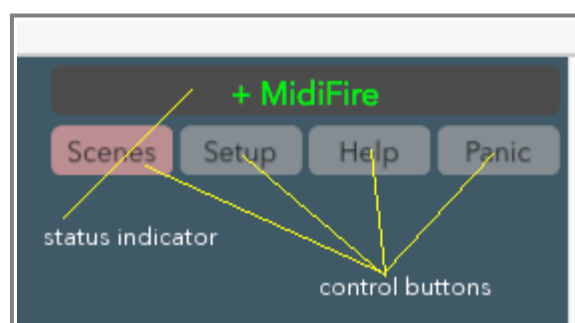 + MidiFire
Scenes Setup Help Panic
status indicator
control buttons